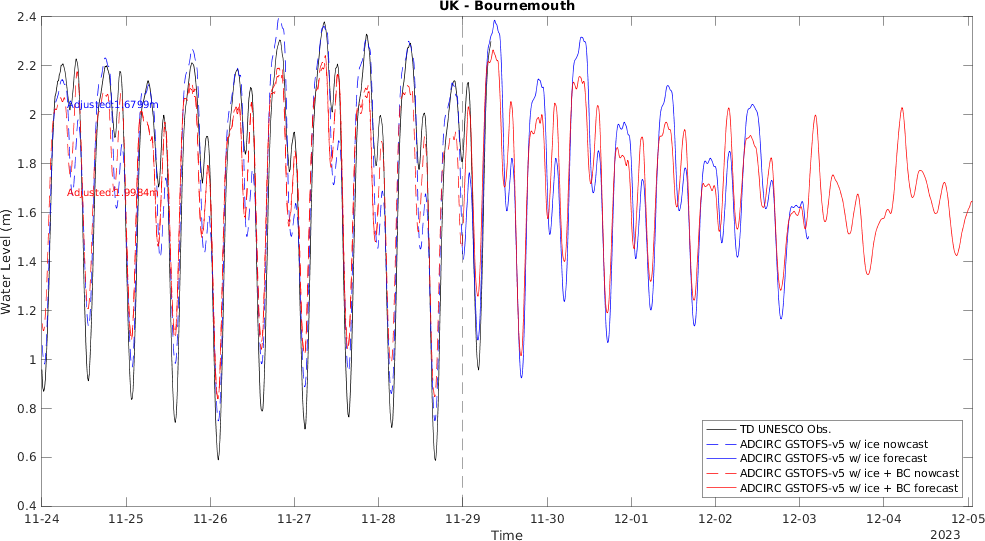 UK - Bournemouth
Water Level (m)
2.4
2.2
2
1.8
1.6
1.4
1.2
1
0.8
0.6
0.4
Adjusted:1.6799m
Adjusted:1.9984m
TD UNESCO Obs.
ADCIRC GSTOFS-v5 w/ ice nowcast
ADCIRC GSTOFS-v5 w/ ice forecast
ADCIRC GSTOFS-v5 w/ ice + BC nowcast
ADCIRC GSTOFS-v5 w/ ice + BC forecast
11-24 11-25 11-26 11-27 11-28 11-29 11-30 12-01 12-02 12-03 12-04 12-05
Time
2023